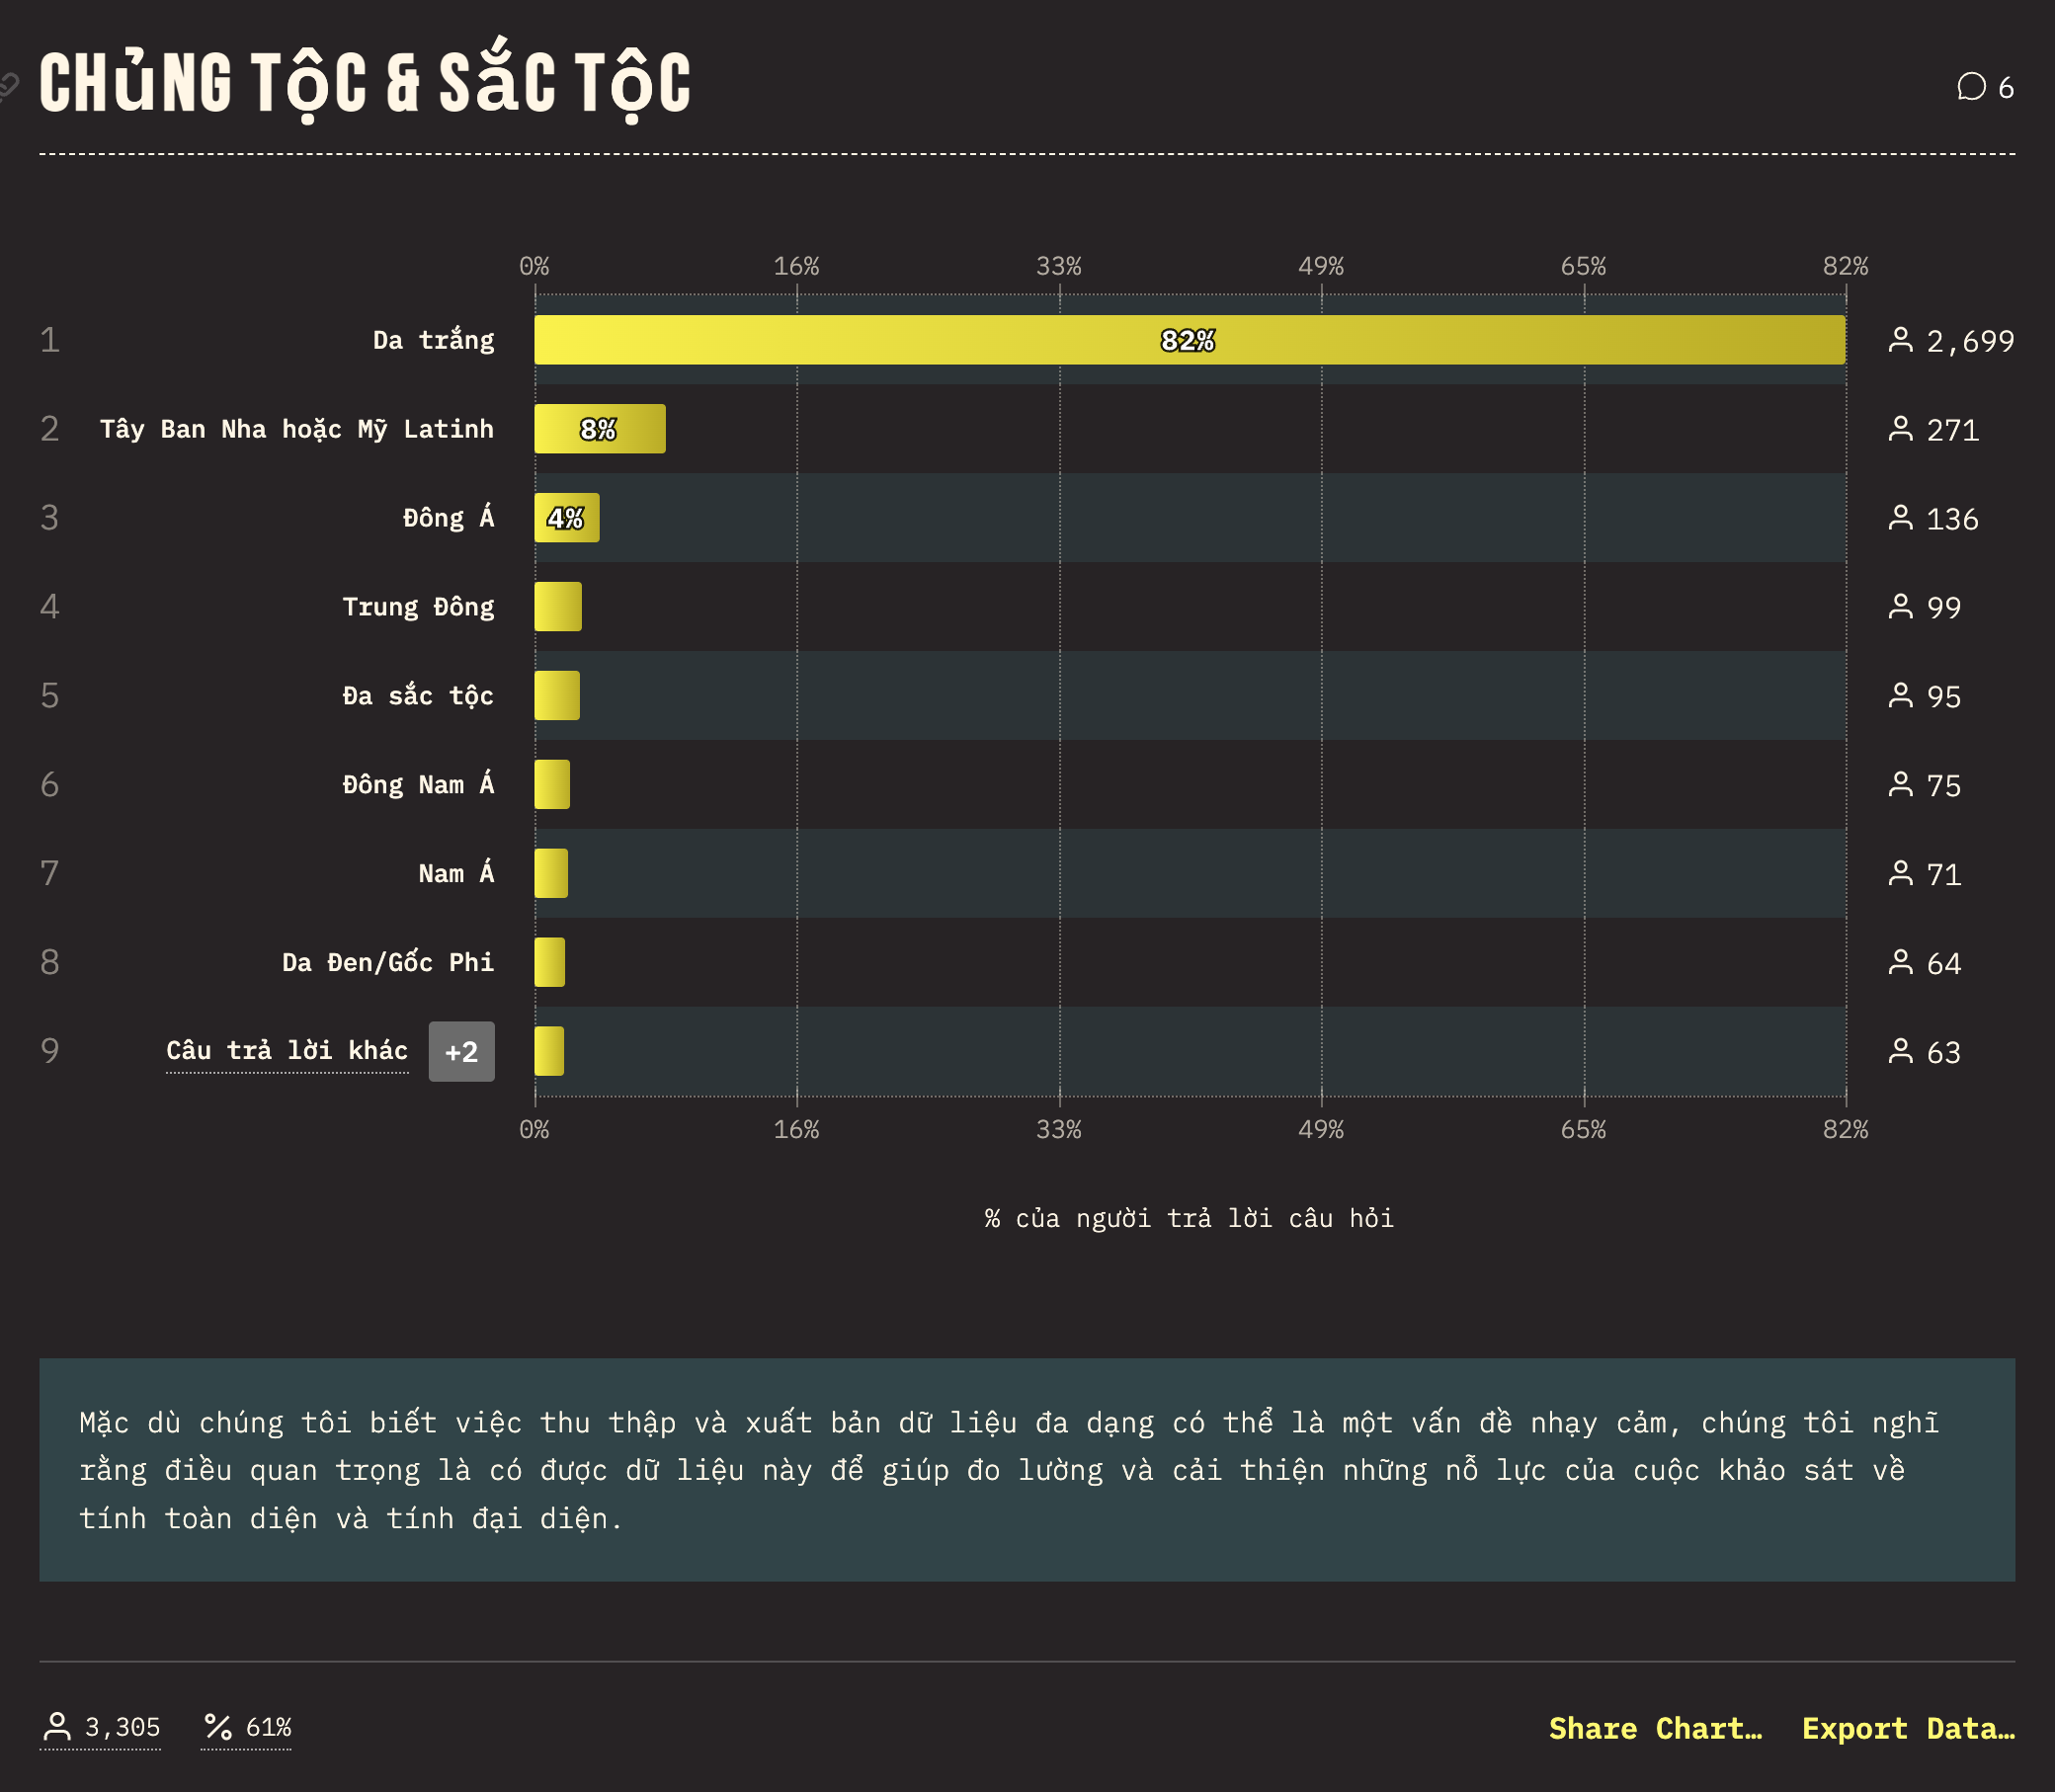 CHủNG TộC & SắC TộC
6
0% 16% 33% 49% 65% 82%
1 Da trắng 82% 2,699
2 Tây Ban Nha hoặc Mỹ Latinh 8% 271
3 Đông Á 4% 136
4 Trung Đông 99
5 Đa sắc tộc 95
6 Đông Nam Á 75
7 Nam Á 71
8 Da Đen/Gốc Phi 64
9 Câu trả lời khác +2 63
0% 16% 33% 49% 65% 82%
% của người trả lời câu hỏi
Mặc dù chúng tôi biết việc thu thập và xuất bản dữ liệu đa dạng có thể là một vấn đề nhạy cảm, chúng tôi nghĩ
rằng điều quan trọng là có được dữ liệu này để giúp đo lường và cải thiện những nỗ lực của cuộc khảo sát về
tính toàn diện và tính đại diện.
3,305 61% Share Chart… Export Data…